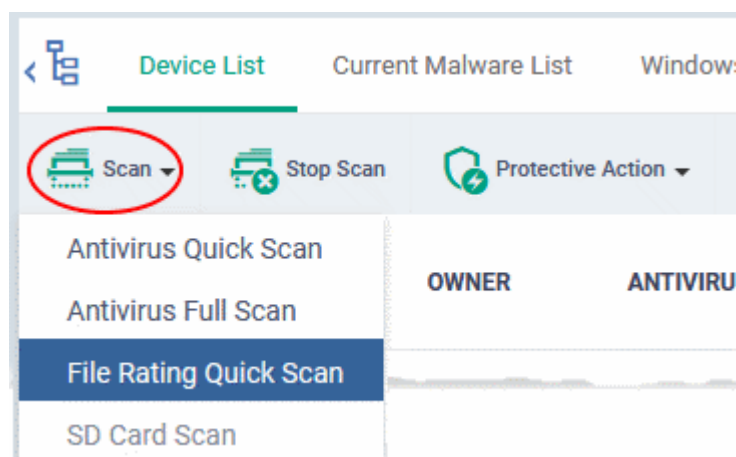 Device List Current Malware List Windows
Scan Stop Scan Protective Action
Antivirus Quick Scan
OWNER ANTIVIRU
Antivirus Full Scan
File Rating Quick Scan
SD Card Scan